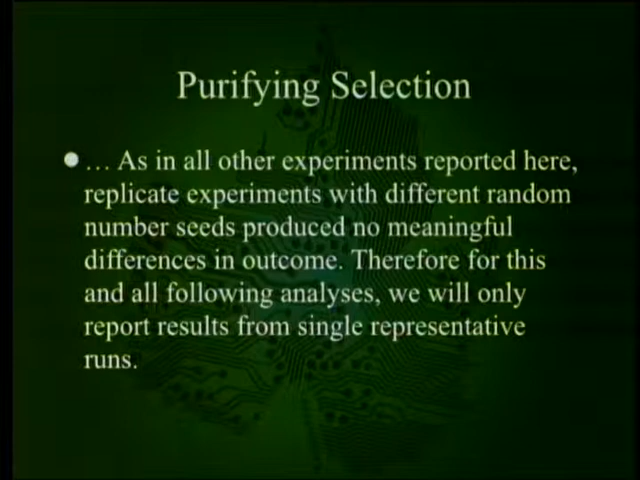 Purifying Selection
… As in all other experiments reported here,
replicate experiments with different random
number seeds produced no meaningful
differences in outcome. Therefore for this
and all following analyses, we will only
report results from single representative
runs.